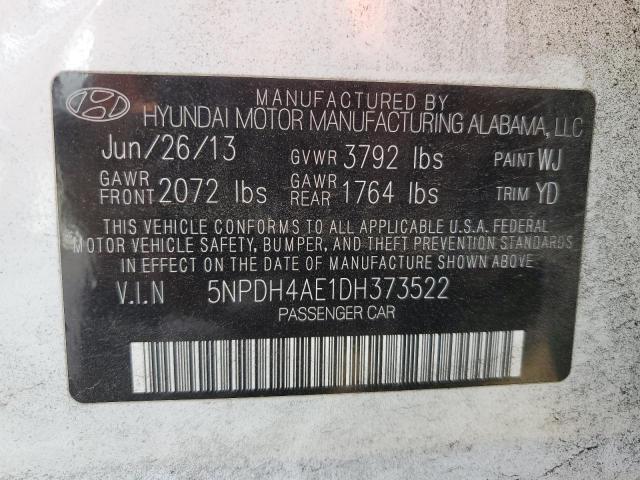 MANUFACTURED BY
HYUNDAI MOTOR MANUFACTURING ALABAMA, LLC
Jun/26/13 GVWR 3792 lbs PAINT WJ
GAWR FRONT 2072 lbs GAWR REAR 1764 lbs TRIM YD
THIS VEHICLE CONFORMS TO ALL APPLICABLE U.S.A. FEDERAL
MOTOR VEHICLE SAFETY, BUMPER, AND THEFT PREVENTION STANDARDS
IN EFFECT ON THE DATE OF MANUFACTURE SHOWN ABOVE.
V.I.N 5NPDH4AE1DH373522
PASSENGER CAR